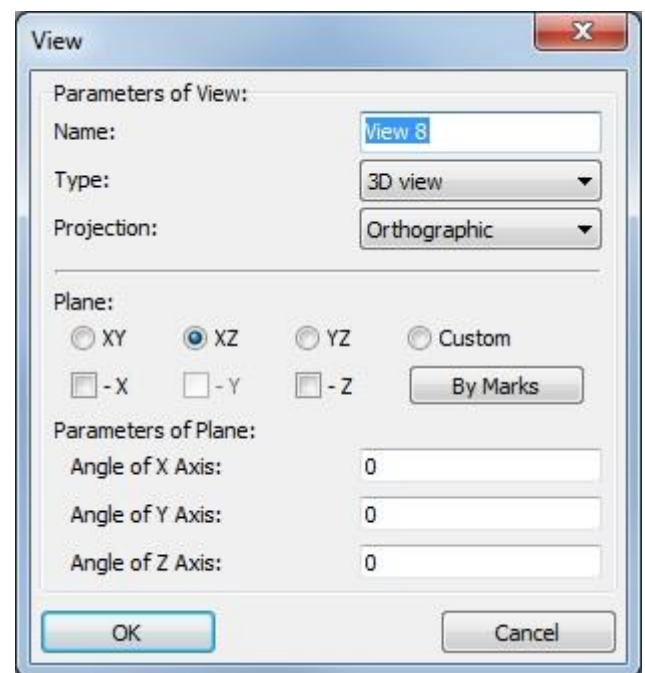 View
Parameters of View:
Name: View 8
Type: 3D view
Projection: Orthographic
Plane:
XY XZ YZ Custom
- X - Y - Z By Marks
Parameters of Plane:
Angle of X Axis: 0
Angle of Y Axis: 0
Angle of Z Axis: 0
OK Cancel